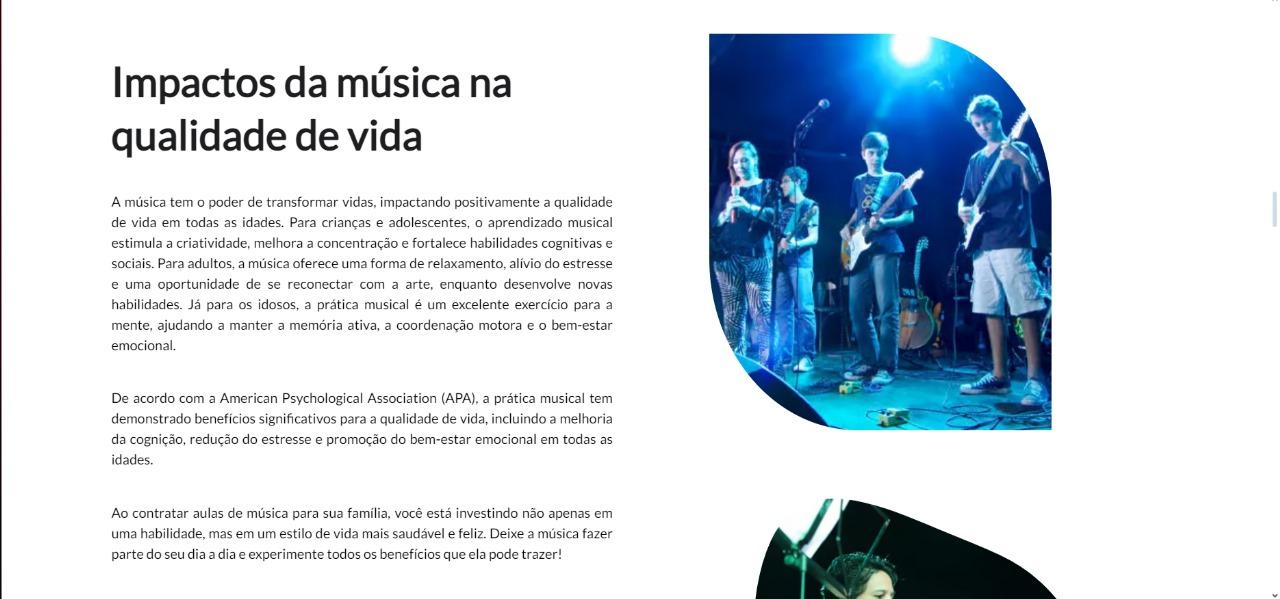 Impactos da música na
qualidade de vida
A música tem o poder de transformar vidas, impactando positivamente a qualidade
de vida em todas as idades. Para crianças e adolescentes, o aprendizado musical
estimula a criatividade, melhora a concentração e fortalece habilidades cognitivas e
sociais. Para adultos, a música oferece uma forma de relaxamento, alívio do estresse
e uma oportunidade de se reconectar com a arte, enquanto desenvolve novas
habilidades. Já para os idosos, a prática musical é um excelente exercício para a
mente, ajudando a manter a memória ativa, a coordenação motora e o bem-estar
emocional.
De acordo com a American Psychological Association (APA), a prática musical tem
demonstrado benefícios significativos para a qualidade de vida, incluindo a melhoria
da cognição, redução do estresse e promoção do bem-estar emocional em todas as
idades.
Ao contratar aulas de música para sua família, você está investindo não apenas em
uma habilidade, mas em um estilo de vida mais saudável e feliz. Deixe a música fazer
parte do seu dia a dia e experimente todos os benefícios que ela pode trazer!